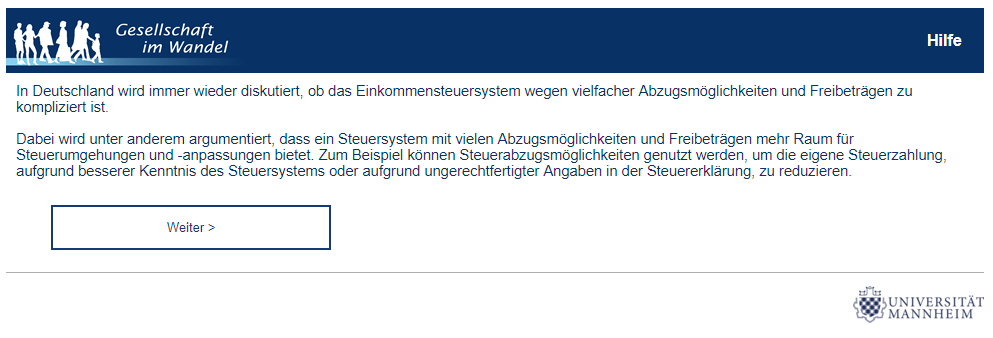 Gesellschaft
im Wandel
Hilfe
In Deutschland wird immer wieder diskutiert, ob das Einkommensteuersystem wegen vielfacher Abzugsmöglichkeiten und Freibeträgen zu
kompliziert ist.
Dabei wird unter anderem argumentiert, dass ein Steuersystem mit vielen Abzugsmöglichkeiten und Freibeträgen mehr Raum für
Steuerumgehungen und -anpassungen bietet. Zum Beispiel können Steuerabzugsmöglichkeiten genutzt werden, um die eigene Steuerzahlung,
aufgrund besserer Kenntnis des Steuersystems oder aufgrund ungerechtfertigter Angaben in der Steuererklärung, zu reduzieren.
Weiter >
UNIVERSITÄT
MANNHEIM